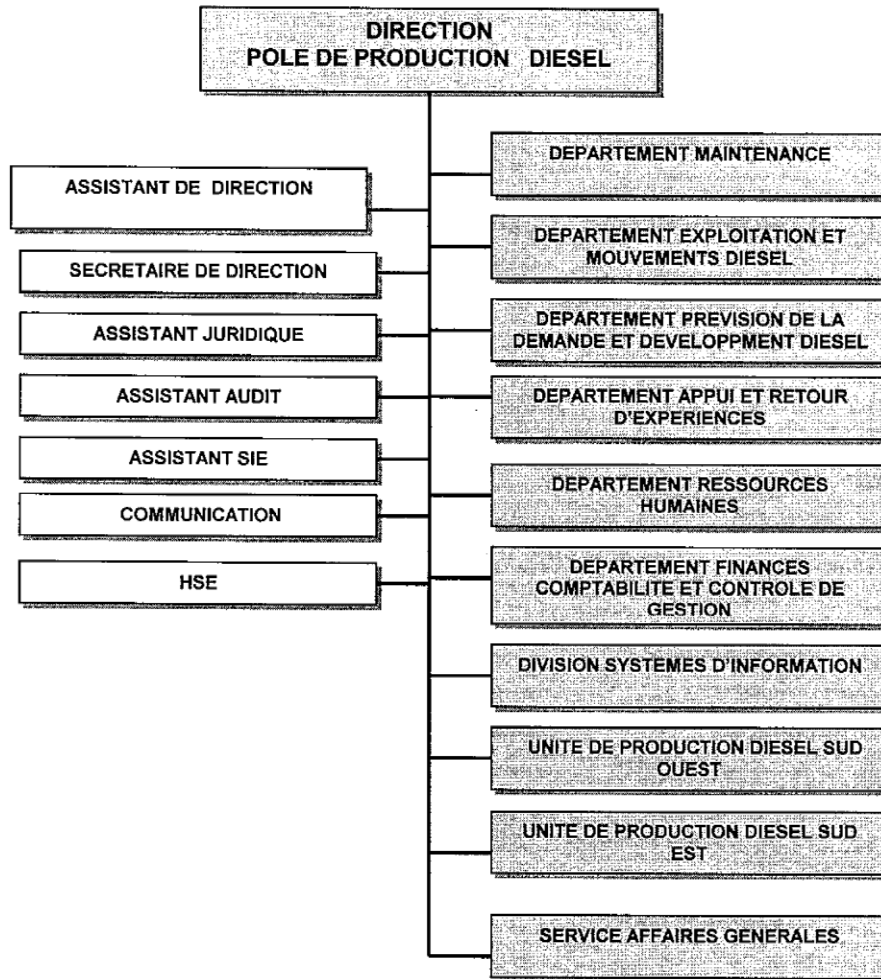 DIRECTION
POLE DE PRODUCTION DIESEL
ASSISTANT DE DIRECTION
SECRETAIRE DE DIRECTION
ASSISTANT JURIDIQUE
ASSISTANT AUDIT
ASSISTANT SIE
COMMUNICATION
HSE
DEPARTEMENT MAINTENANCE
DEPARTEMENT EXPLOITATION ET
MOUVEMENTS DIESEL
DEPARTEMENT PREVISION DE LA
DEMANDE ET DEVELOPPMENT DIESEL
DEPARTEMENT APPUI ET RETOUR
D'EXPERIENCES
DEPARTEMENT RESSOURCES
HUMAINES
DEPARTEMENT FINANCES
COMPTABILITE ET CONTROLE DE
GESTION
DIVISION SYSTEMES D'INFORMATION
UNITE DE PRODUCTION DIESEL SUD
OUEST
UNITE DE PRODUCTION DIESEL SUD
EST
SERVICE AFFAIRES GENERALES